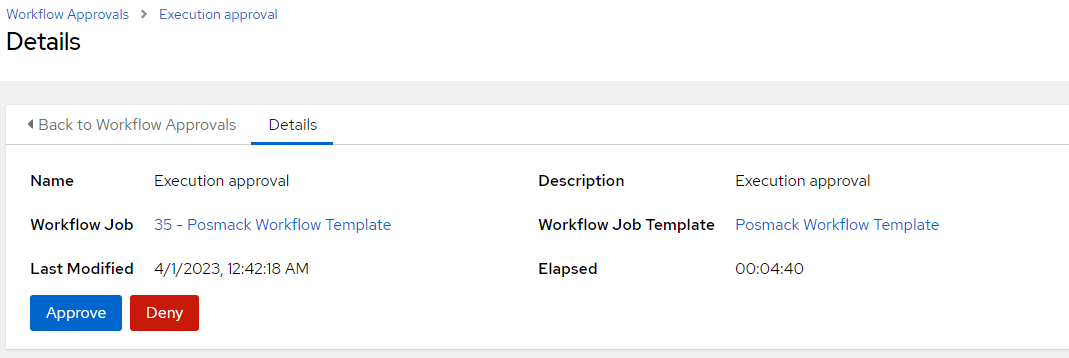 Workflow Approvals > Execution approval
Details
Back to Workflow Approvals Details
Name Execution approval Description Execution approval
Workflow Job 35 - Posmack Workflow Template Workflow Job Template Posmack Workflow Template
Last Modified 4/1/2023, 12:42:18 AM Elapsed 00:04:40
Approve Deny